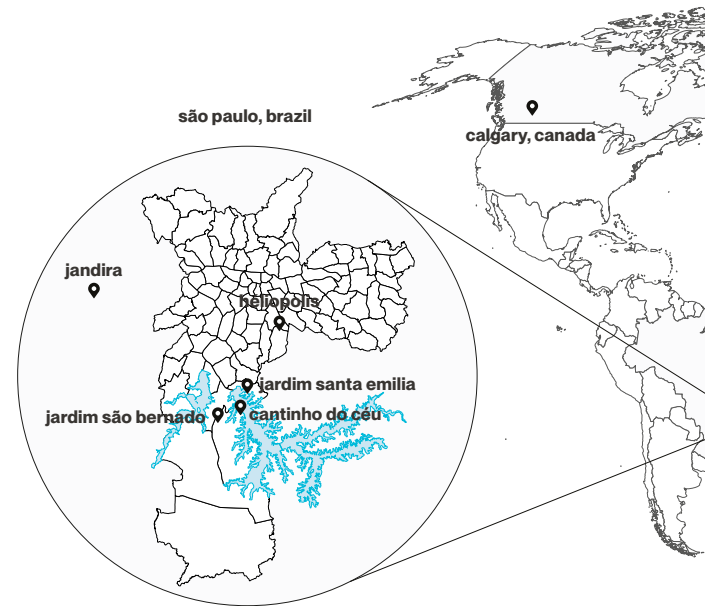 são paulo, brazil
calgary, canada
jandira
heliópolis
jardim santa emilia
jardim são bernado
cantinho do céu